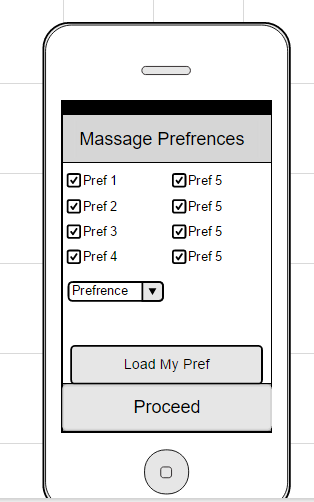 Massage Prefrences
Pref 1 Pref 5
Pref 2 Pref 5
Pref 3 Pref 5
Pref 4 Pref 5
Prefrence
Load My Pref
Proceed